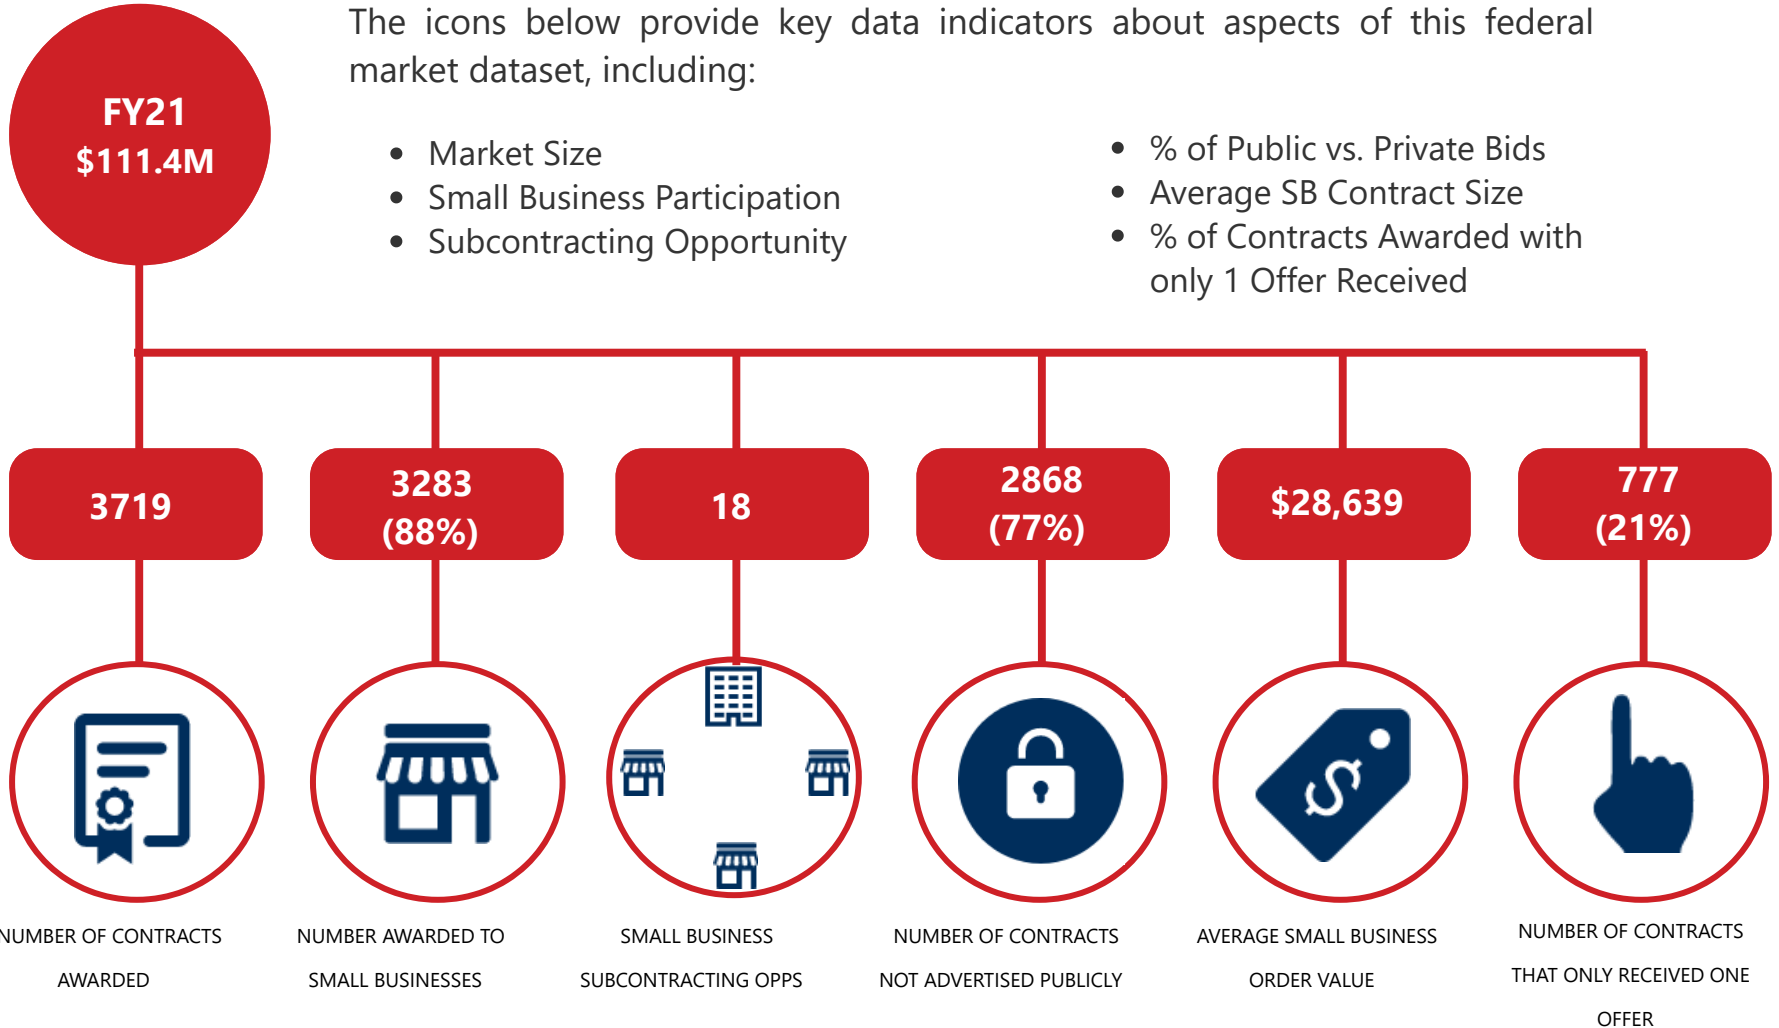 The icons below provide key data indicators about aspects of this federal
market dataset, including:
FY21
$111.4M
• Market Size
• Small Business Participation
• Subcontracting Opportunity
• % of Public vs. Private Bids
• Average SB Contract Size
• % of Contracts Awarded with
only 1 Offer Received
3719
3283
(88%)
18
2868
(77%)
$28,639
777
(21%)
NUMBER OF CONTRACTS
AWARDED
NUMBER AWARDED TO
SMALL BUSINESSES
SMALL BUSINESS
SUBCONTRACTING OPPS
NUMBER OF CONTRACTS
NOT ADVERTISED PUBLICLY
AVERAGE SMALL BUSINESS
ORDER VALUE
NUMBER OF CONTRACTS
THAT ONLY RECEIVED ONE
OFFER